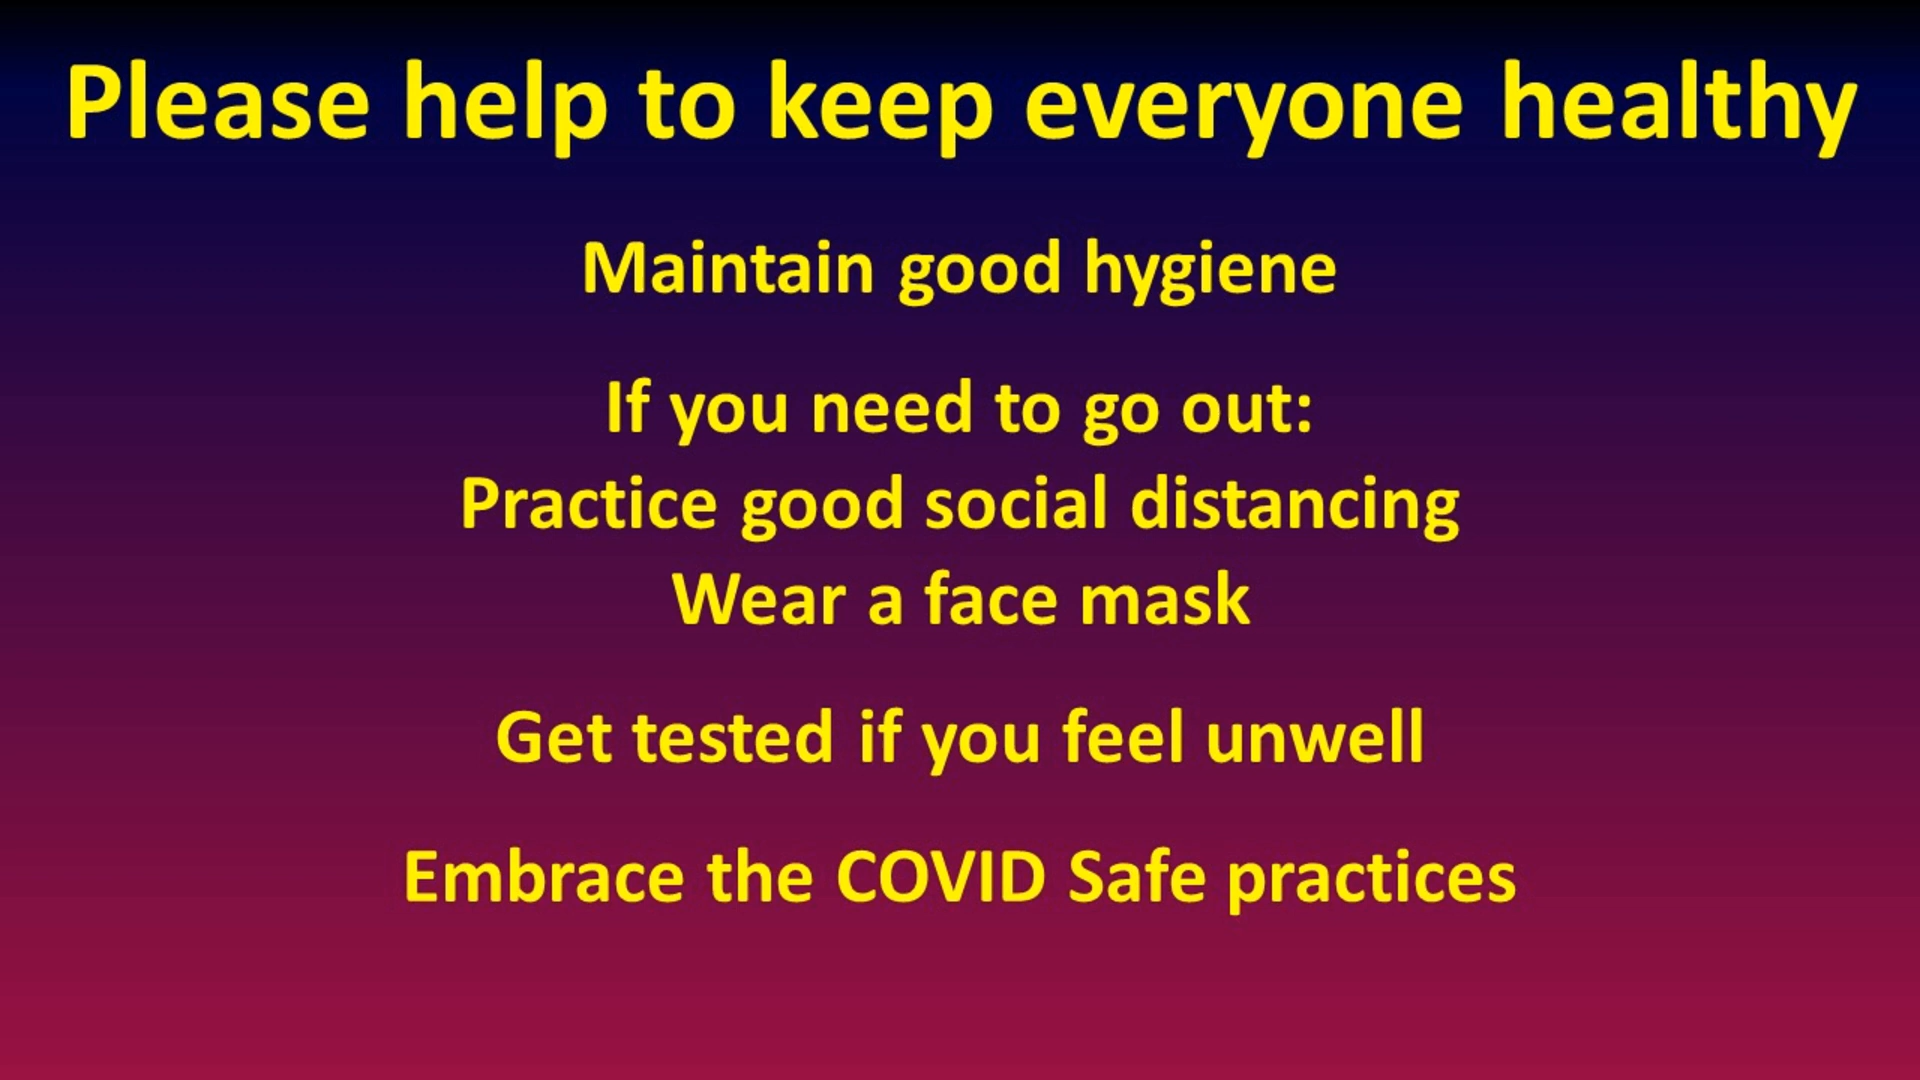 Please help to keep everyone healthy
Maintain good hygiene
If you need to go out:
Practice good social distancing
Wear a face mask
Get tested if you feel unwell
Embrace the COVID Safe practices